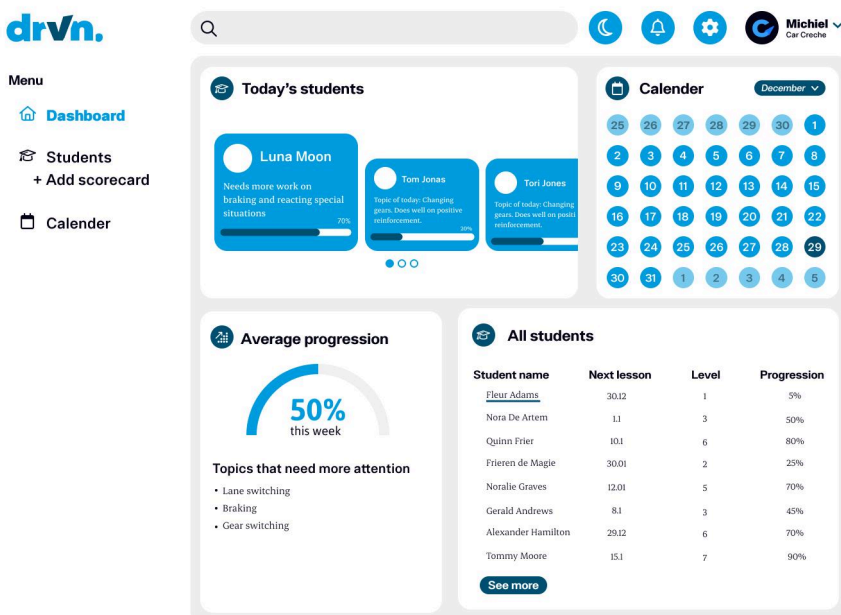 drvn.
Michiel
Car Creche
Menu
Dashboard
Students
+ Add scorecard
Calender
Today's students
Luna Moon
Needs more work on
braking and reacting special
situations
70%
Tom Jonas
Topic of today: Changing
gears. Does well on positive
reinforcement.
30%
Tori Jones
Topic of today: Changing
gears. Does well on positi
reinforcement.
Calender
December
25 26 27 28 29 30 1
2 3 4 5 6 7 8
9 10 11 12 13 14 15
16 17 18 19 20 21 22
23 24 25 26 27 28 29
30 31 1 2 3 4 5
Average progression
50%
this week
Topics that need more attention
• Lane switching
• Braking
• Gear switching
All students
Student name Next lesson Level Progression
Fleur Adams 30.12 1 5%
Nora De Artem 1.1 3 50%
Quinn Frier 10.1 6 80%
Frieren de Magie 30.01 2 25%
Noralie Graves 12.01 5 70%
Gerald Andrews 8.1 3 45%
Alexander Hamilton 29.12 6 70%
Tommy Moore 15.1 7 90%
See more